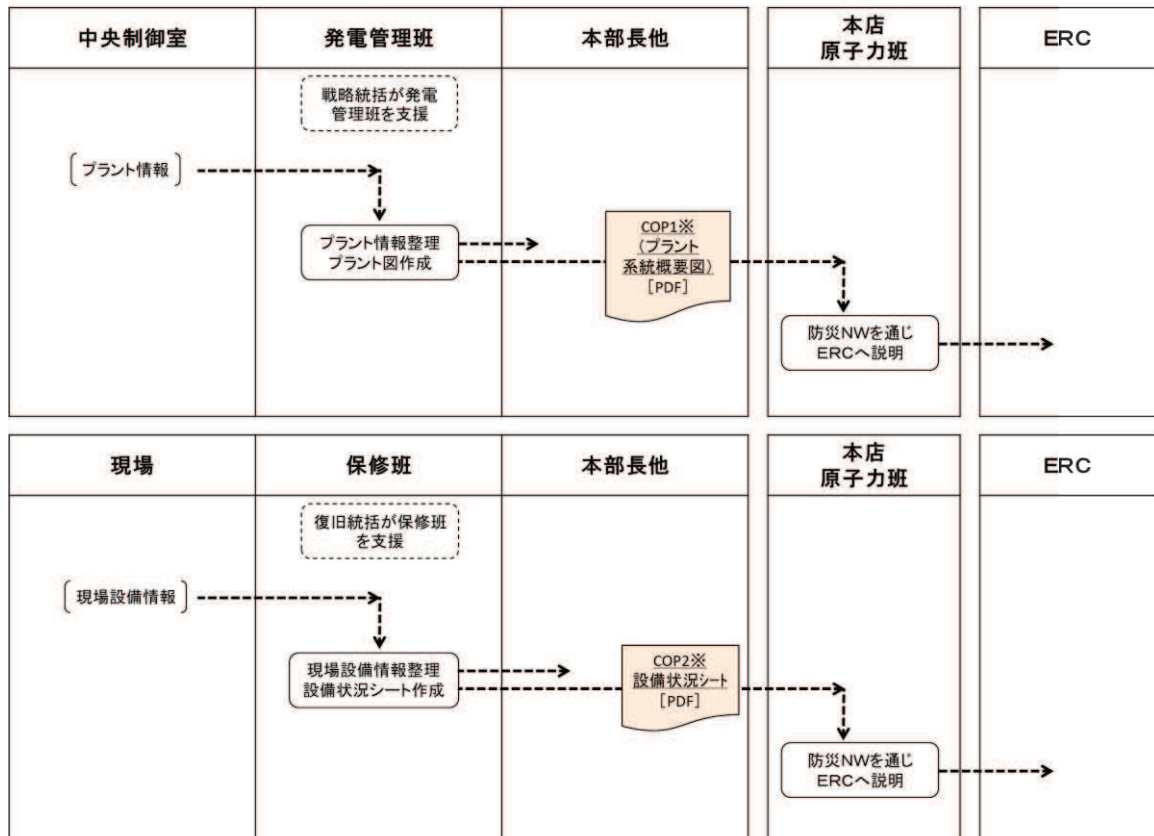 中央制御室
発電管理班
本部長他
本店
原子力班
ERC
戦略統括が発電
管理班を支援
プラント情報
プラント情報整理
プラント図作成
COP1※
(プラント
系統概要図)
[PDF]
防災NWを通じ
ERCへ説明
現場
保修班
本部長他
本店
原子力班
ERC
復旧統括が保修班
を支援
現場設備情報
現場設備情報整理
設備状況シート作成
COP2※
設備状況シート
[PDF]
防災NWを通じ
ERCへ説明